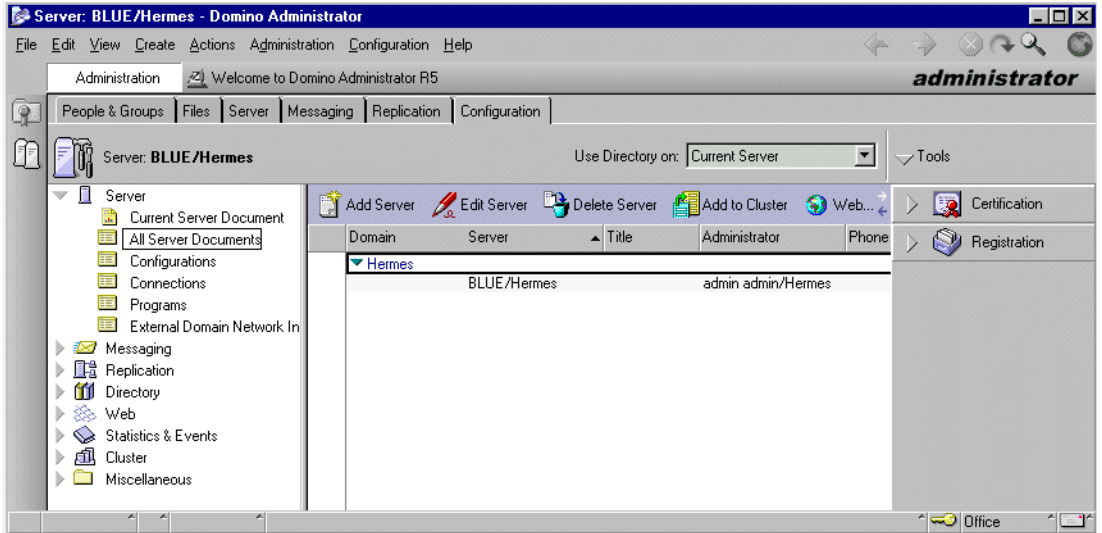 Server: BLUE/Hermes - Domino Administrator
File Edit View Create Actions Administration Configuration Help
Administration Welcome to Domino Administrator R5 administrator
People & Groups Files Server Messaging Replication Configuration
Server: BLUE/Hermes Use Directory on: Current Server Tools
Server
Current Server Document
All Server Documents
Configurations
Connections
Programs
External Domain Network In
Messaging
Replication
Directory
Web
Statistics & Events
Cluster
Miscellaneous
Add Server Edit Server Delete Server Add to Cluster Web...
Domain Server Title Administrator Phone
Hermes
BLUE/Hermes admin admin/Hermes
Certification
Registration
Office